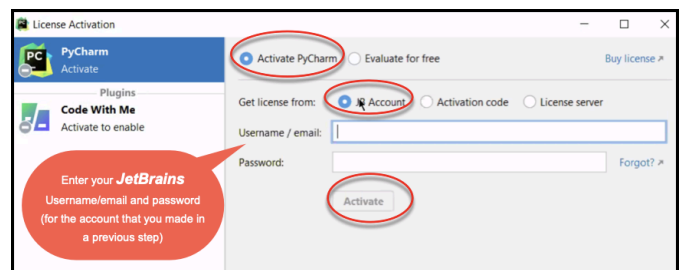 License Activation
PC
PyCharm
Activate
Plugins
Code With Me
Activate to enable
Activate PyCharm
Evaluate for free
Buy license
Get license from:
JB Account
Activation code
License server
Username / email:
Password:
Forgot?
Activate
Enter your JetBrains
Username/email and password
(for the account that you made in
a previous step)